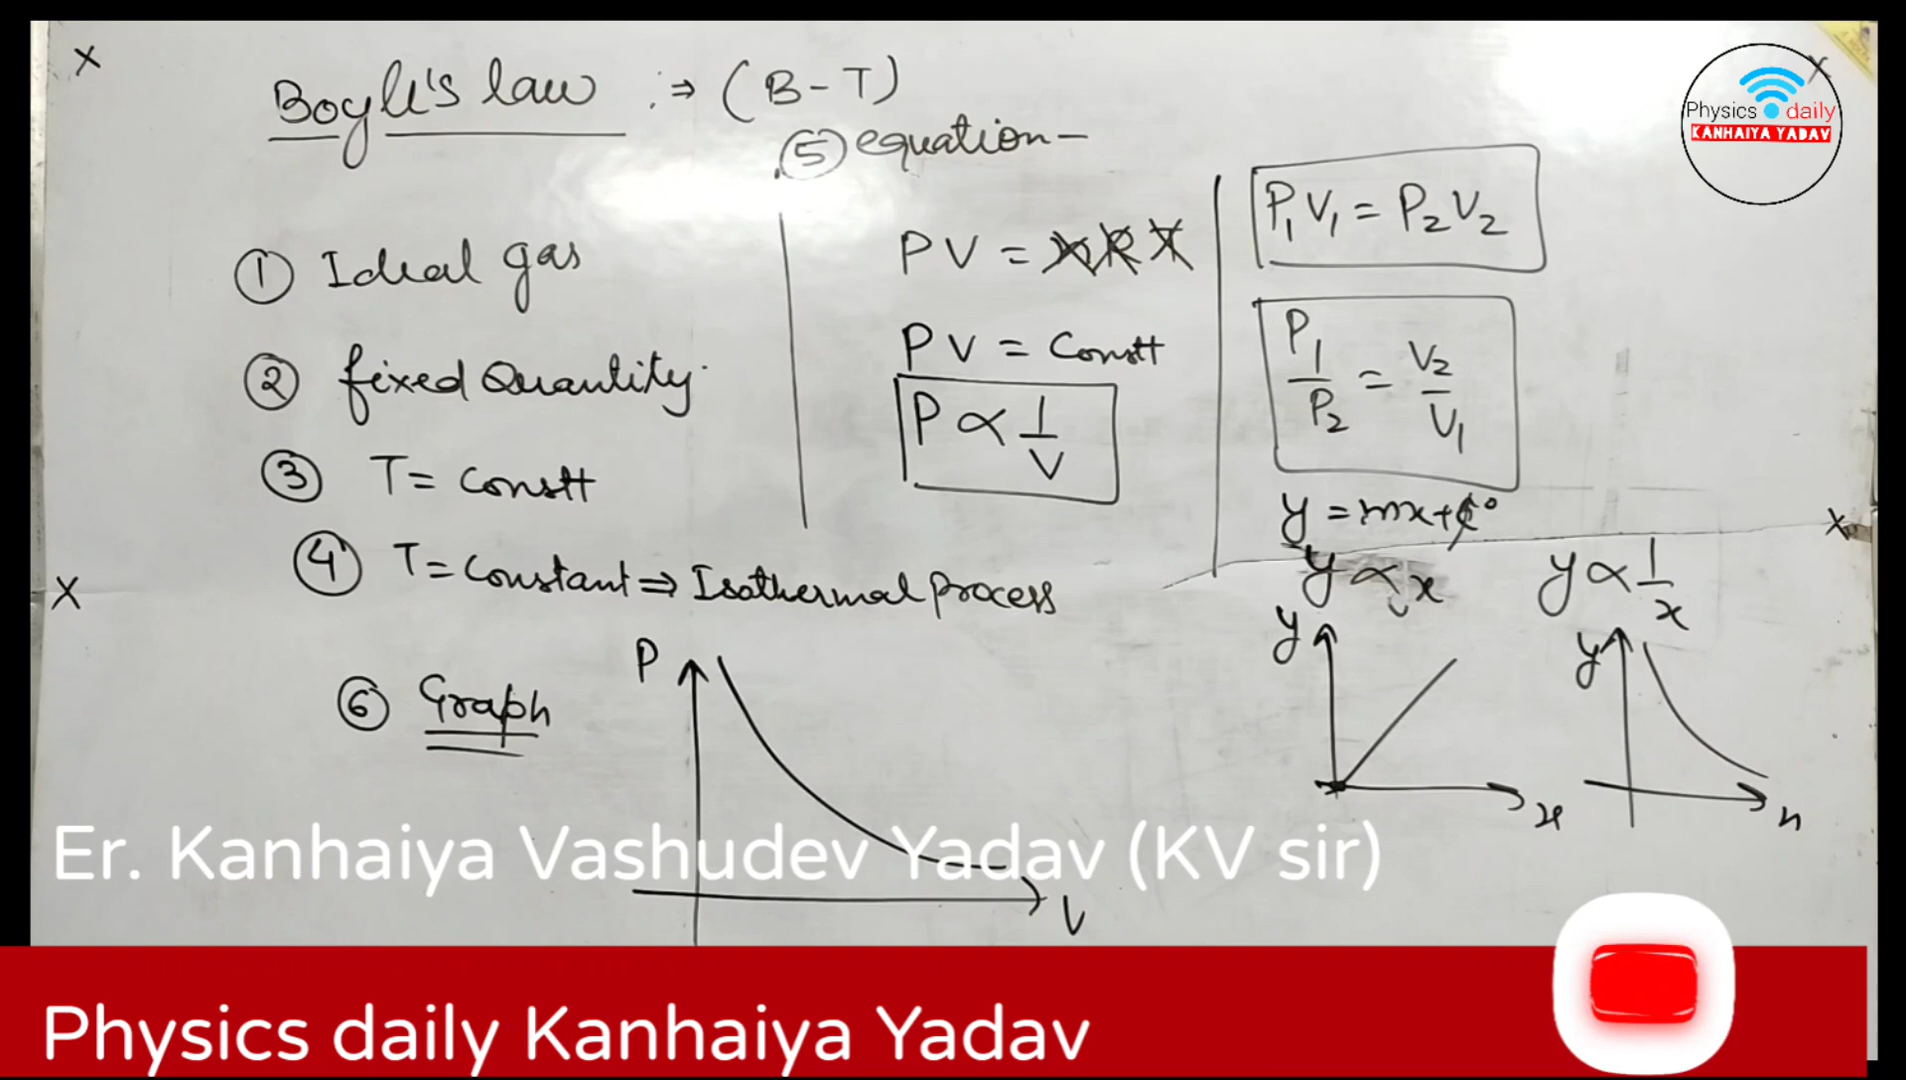 Boyle's law :⇒ (B-T)
① Ideal gas
② fixed Quantity.
③ T = Constt
④ T = Constant ⇒ Isothermal process
⑤ equation -
PV = nRT
PV = Constt
P ∝ 1/V
P₁V₁ = P₂V₂
P₁/P₂ = V₂/V₁
y = mx + c⁰
y ∝ x
y
x
y ∝ 1/x
y
x
⑥ Graph
P
V
Physics daily
KANHAIYA YADAV
Er. Kanhaiya Vashudev Yadav (KV sir)
Physics daily Kanhaiya Yadav